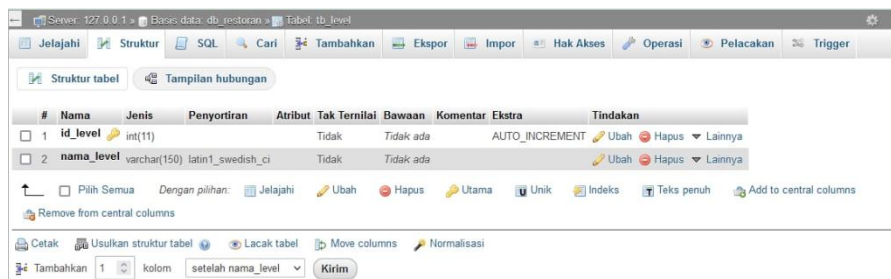 Server: 127.0.0.1 » Basis data: db_restoran » Tabel: tb_level
Jelajahi Struktur SQL Cari Tambahkan Ekspor Impor Hak Akses Operasi Pelacakan Trigger
Struktur tabel Tampilan hubungan
# Nama Jenis Penyortiran Atribut Tak Ternilai Bawaan Komentar Ekstra Tindakan
1 id_level int(11) Tidak Tidak ada AUTO_INCREMENT Ubah Hapus Lainnya
2 nama_level varchar(150) latin1_swedish_ci Tidak Tidak ada Ubah Hapus Lainnya
Pilih Semua Dengan pilihan: Jelajahi Ubah Hapus Utama Unik Indeks Teks penuh Add to central columns
Remove from central columns
Cetak Usulkan struktur tabel Lacak tabel Move columns Normalisasi
Tambahkan 1 kolom setelah nama_level Kirim